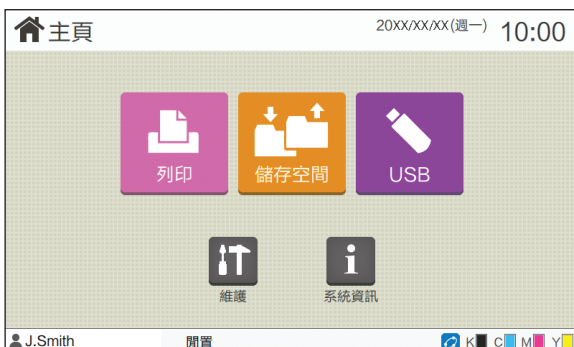 主頁
20XX/XX/XX(週一) 10:00
列印
儲存空間
USB
維護
系統資訊
J.Smith 閒置 K C M Y